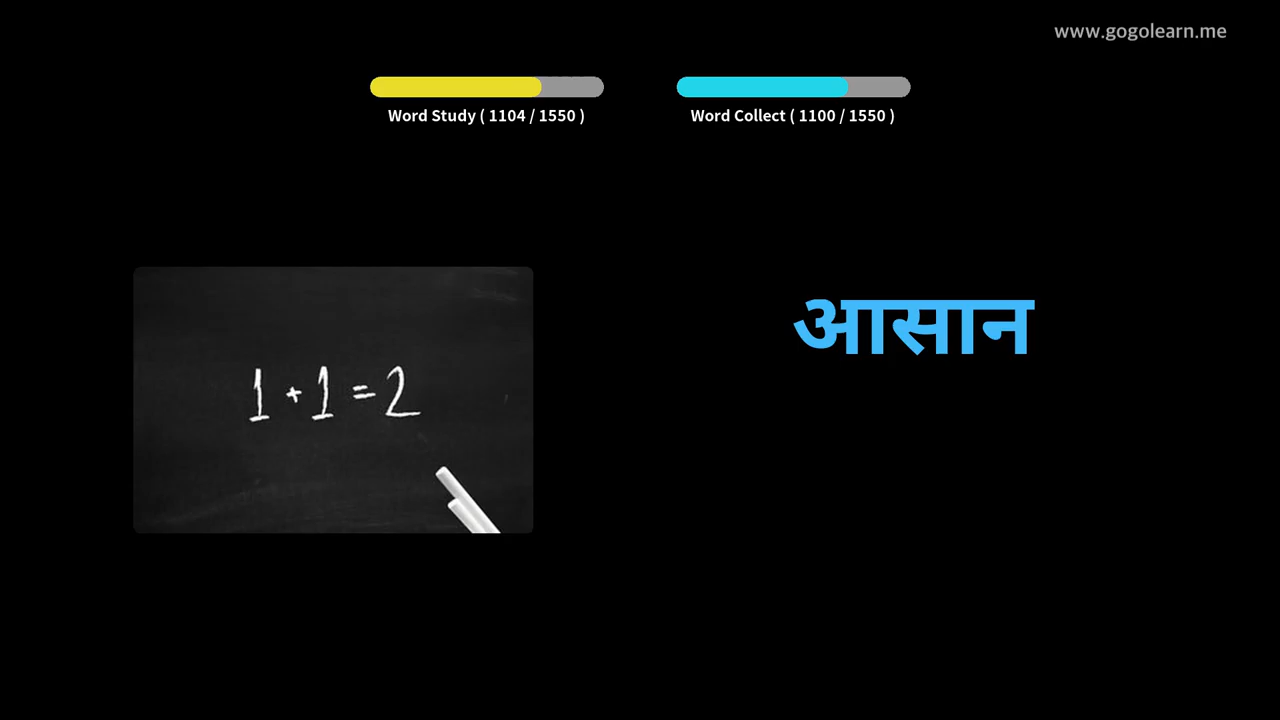 www.gogolearn.me
Word Study ( 1104 / 1550 )
Word Collect ( 1100 / 1550 )
आसान
1 + 1 = 2